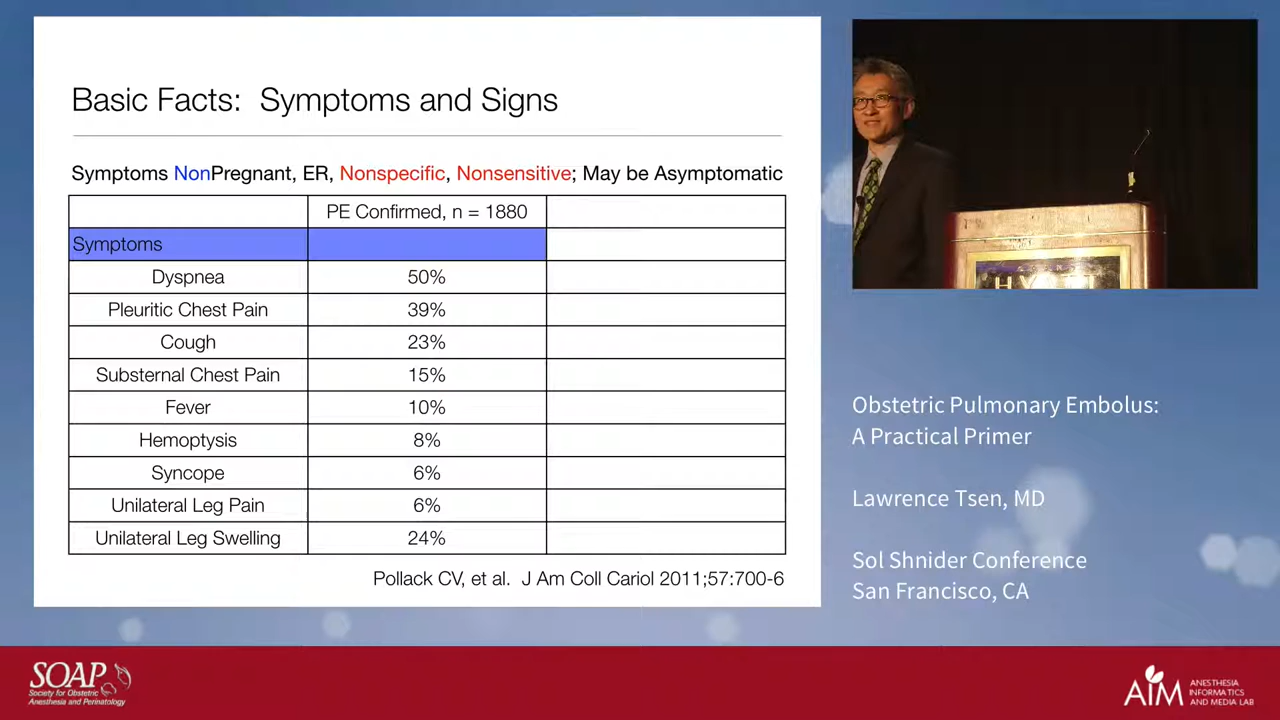 Basic Facts: Symptoms and Signs
Symptoms NonPregnant, ER, Nonspecific, Nonsensitive; May be Asymptomatic
PE Confirmed, n = 1880
Symptoms
Dyspnea 50%
Pleuritic Chest Pain 39%
Cough 23%
Substernal Chest Pain 15%
Fever 10%
Hemoptysis 8%
Syncope 6%
Unilateral Leg Pain 6%
Unilateral Leg Swelling 24%
Pollack CV, et al. J Am Coll Cariol 2011;57:700-6
Obstetric Pulmonary Embolus:
A Practical Primer
Lawrence Tsen, MD
Sol Shnider Conference
San Francisco, CA
SOAP
Society for Obstetric
Anesthesia and Perinatology
AIM
ANESTHESIA
INFORMATICS
AND MEDIA LAB